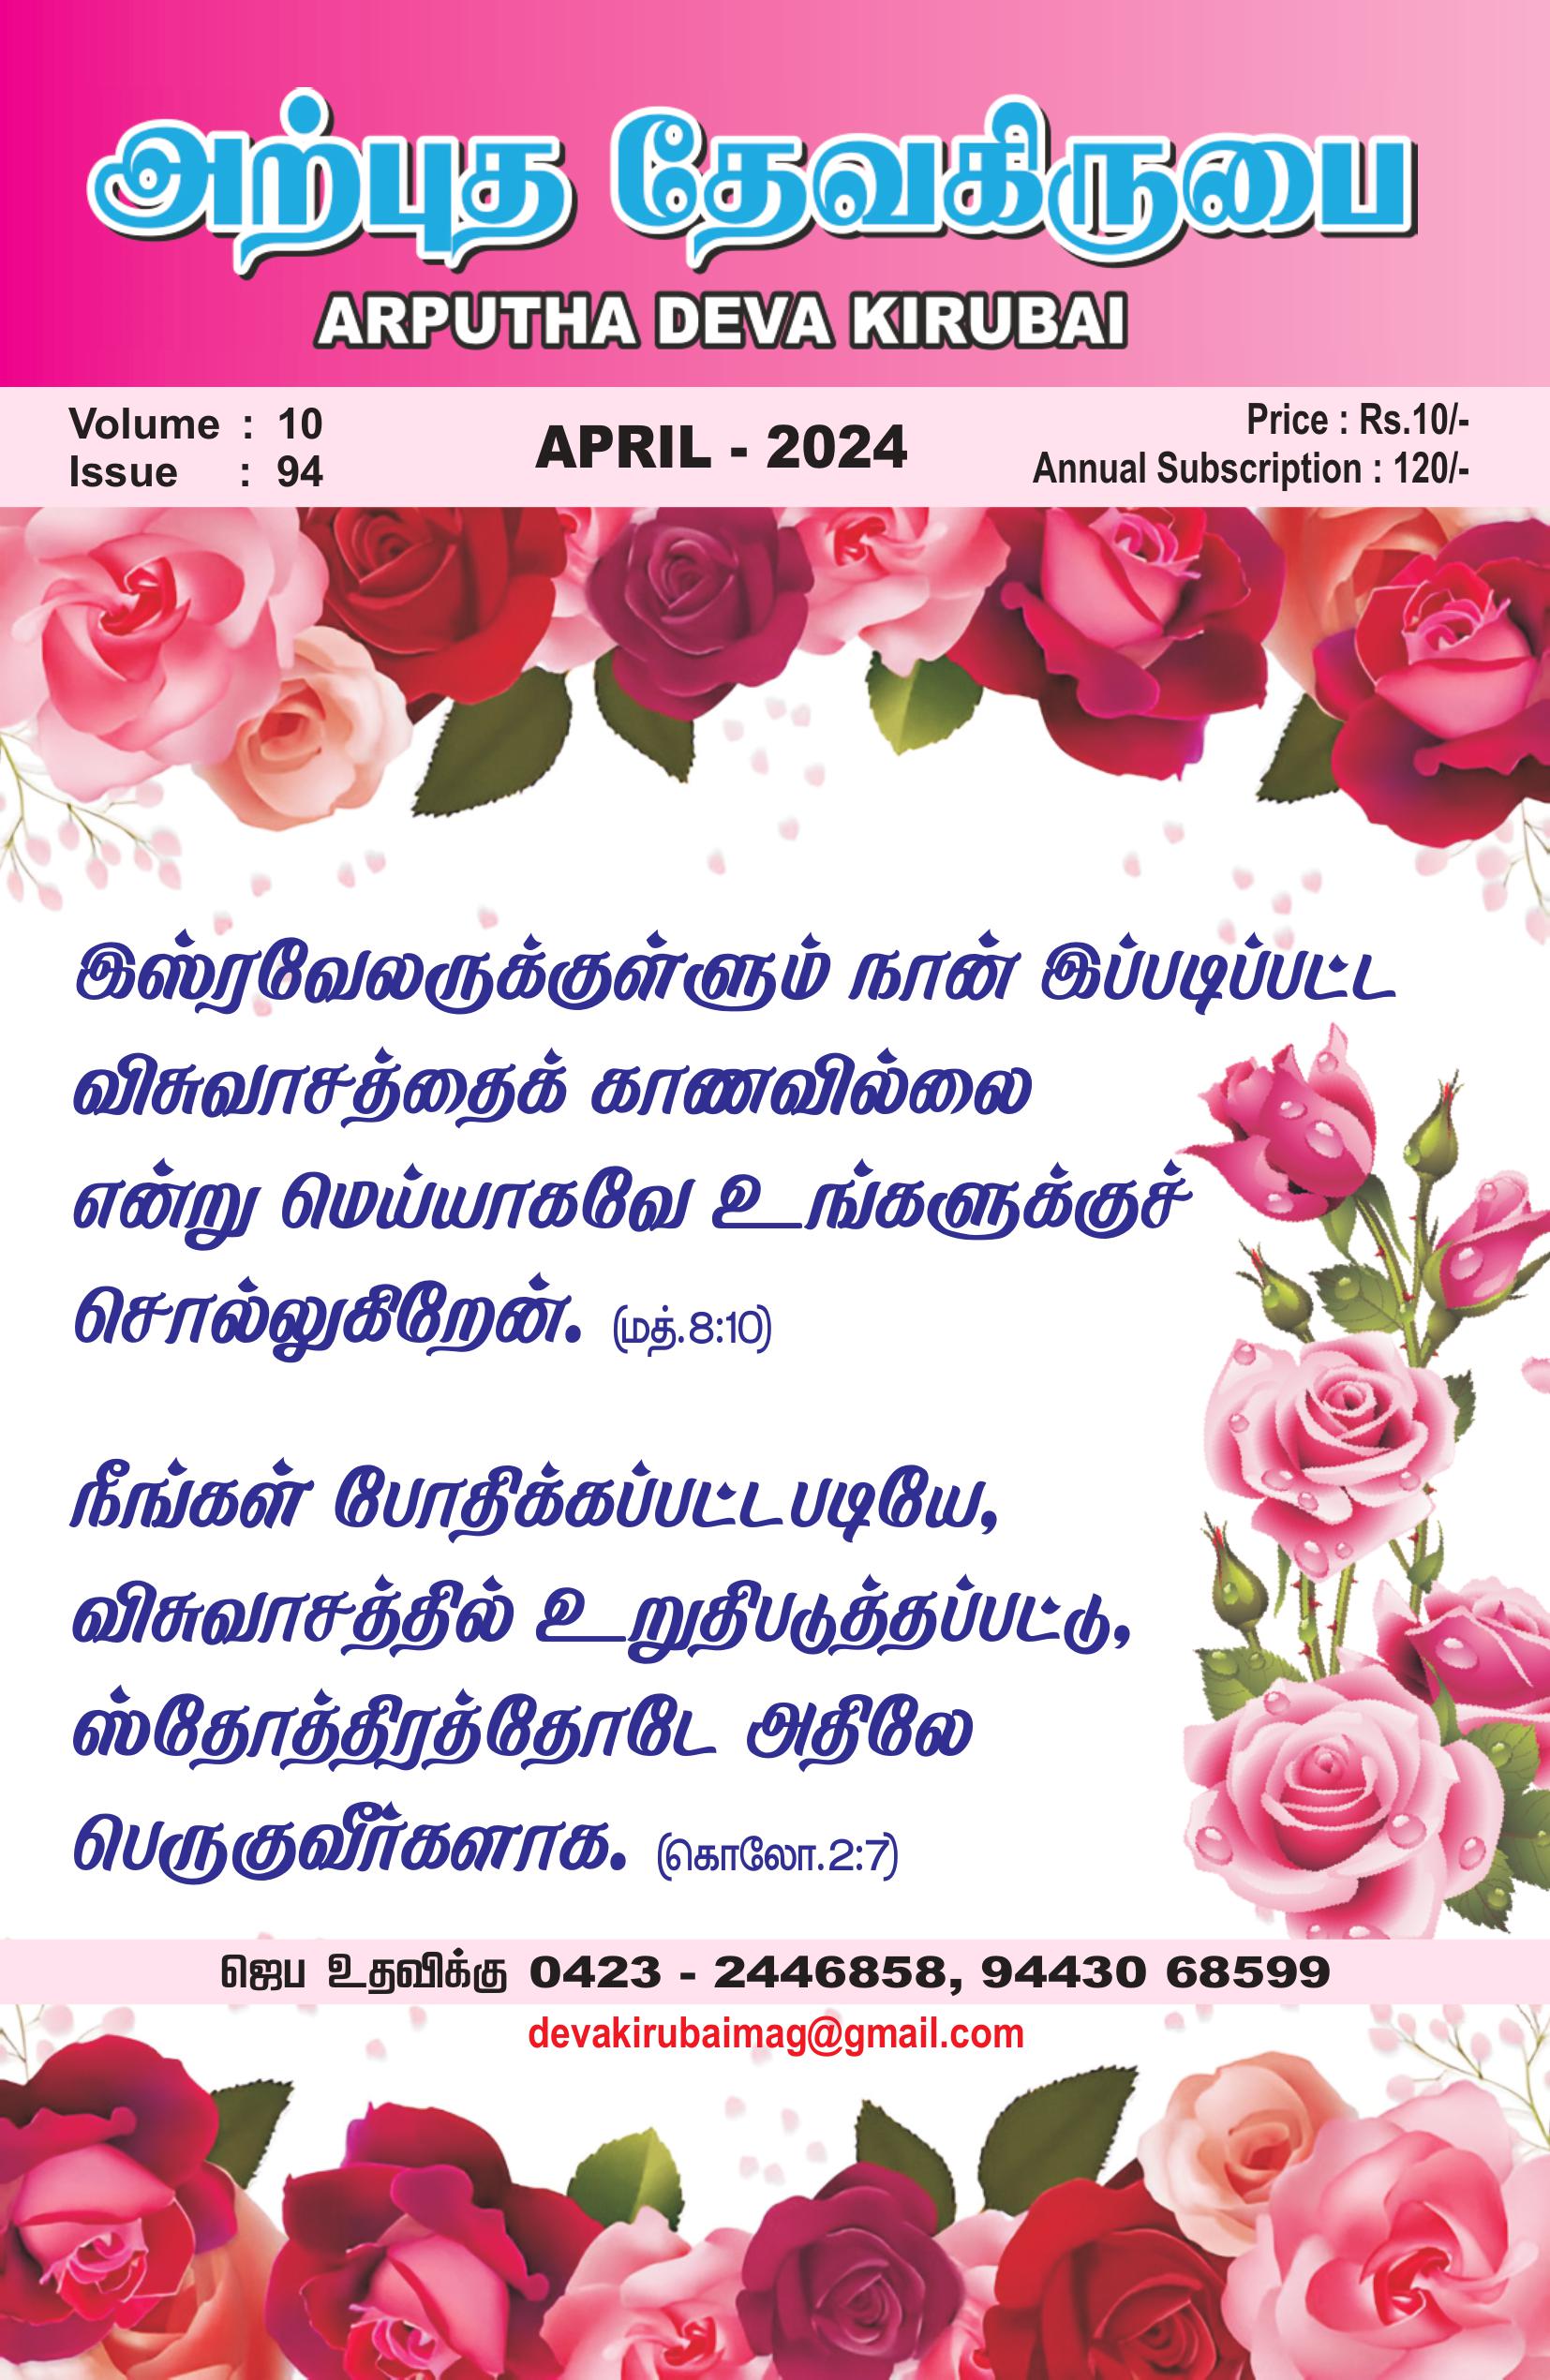 அற்புத தேவகிருபை
ARPUTHA DEVA KIRUBAI
Volume : 10
Issue : 94
APRIL - 2024
Price : Rs.10/-
Annual Subscription : 120/-
இஸ்ரவேலருக்குள்ளும் நான் இப்படிப்பட்ட
விசுவாசத்தைக் காணவில்லை
என்று மெய்யாகவே உங்களுக்குச்
சொல்லுகிறேன். (மத்.8:10)
நீங்கள் போதிக்கப்பட்டபடியே,
விசுவாசத்தில் உறுதிபடுத்தப்பட்டு,
ஸ்தோத்திரத்தோடே அதிலே
பெருகுவீர்களாக. (கொலோ.2:7)
ஜெப உதவிக்கு 0423 - 2446858, 94430 68599
devakirubaimag@gmail.com